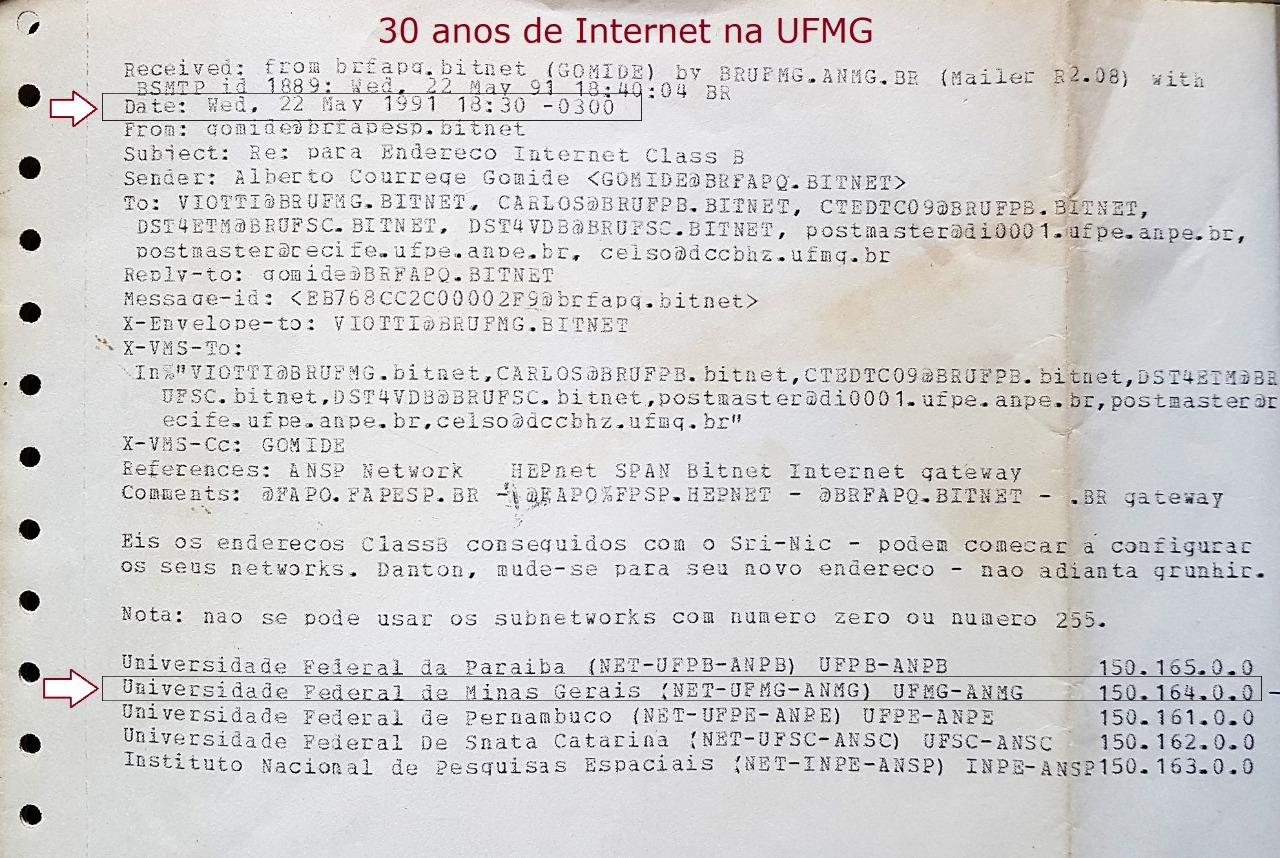 30 anos de Internet na UFMG
Received: from brfapq.bitnet (GOMIDE) by BRUFMG.ANMG.BR (Mailer R2.08) with
BSMTP id 1889; Wed, 22 May 91 18:40:04 BR
Date: Wed, 22 May 1991 18:30 -0300
From: gomide@brfapesp.bitnet
Subject: Re: para Endereco Internet Class B
Sender: Alberto Courrege Gomide <GOMIDE@BRFAPQ.BITNET>
To: VIOTTI@BRUFMG.BITNET, CARLOS@BRUFPB.BITNET, CTEDTC09@BRUFPB.BITNET,
DST4ETM@BRUFSC.BITNET, DST4VDB@BRUFSC.BITNET, postmaster@di0001.ufpe.anpe.br,
postmaster@recife.ufpe.anpe.br, celso@dccbhz.ufmg.br
Reply-to: gomide@BRFAPQ.BITNET
Message-id: <EB768CC2C00002F9@brfapq.bitnet>
X-Envelope-to: VIOTTI@BRUFMG.BITNET
X-VMS-To:
In%"VIOTTI@BRUFMG.bitnet,CARLOS@BRUFPB.bitnet,CTEDTC09@BRUFPB.bitnet,DST4ETM@BR
UFSC.bitnet,DST4VDB@BRUFSC.bitnet,postmaster@di0001.ufpe.anpe.br,postmaster@r
ecife.ufpe.anpe.br,celso@dccbhz.ufmg.br"
X-VMS-Cc: GOMIDE
References: ANSP Network HEPnet SPAN Bitnet Internet gateway
Comments: @FAPQ.FAPESP.BR - @FAPQ%FPSP.HEPNET - @BRFAPQ.BITNET - .BR gateway
Eis os enderecos ClassB conseguidos com o Sri-Nic - podem comecar a configurar
os seus networks. Danton, mude-se para seu novo endereco - nao adianta grunhir.
Nota: nao se pode usar os subnetworks com numero zero ou numero 255.
Universidade Federal da Paraiba (NET-UFPB-ANPB) UFPB-ANPB 150.165.0.0
Universidade Federal de Minas Gerais (NET-UFMG-ANMG) UFMG-ANMG 150.164.0.0
Universidade Federal de Pernambuco (NET-UFPE-ANPE) UFPE-ANPE 150.161.0.0
Universidade Federal De Snata Catarina (NET-UFSC-ANSC) UFSC-ANSC 150.162.0.0
Instituto Nacional de Pesquisas Espaciais (NET-INPE-ANSP) INPE-ANSP150.163.0.0